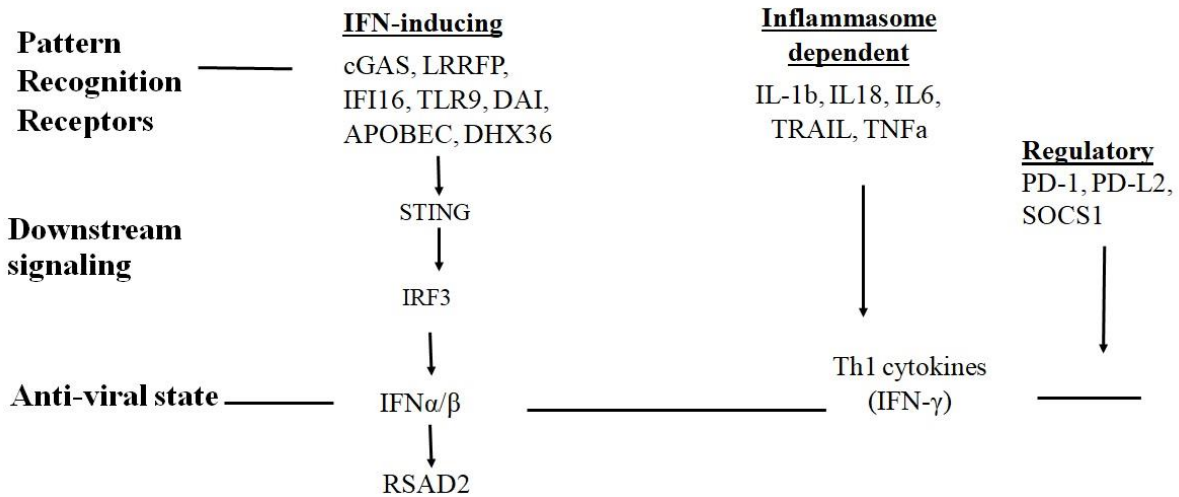 Pattern
Recognition
Receptors
IFN-inducing
cGAS, LRRFP,
IFI16, TLR9, DAI,
APOBEC, DHX36
Inflammasome
dependent
IL-1b, IL18, IL6,
TRAIL, TNFa
Regulatory
PD-1, PD-L2,
SOCS1
Downstream
signaling
STING
IRF3
Anti-viral state
IFNα/β
Th1 cytokines
(IFN-γ)
RSAD2